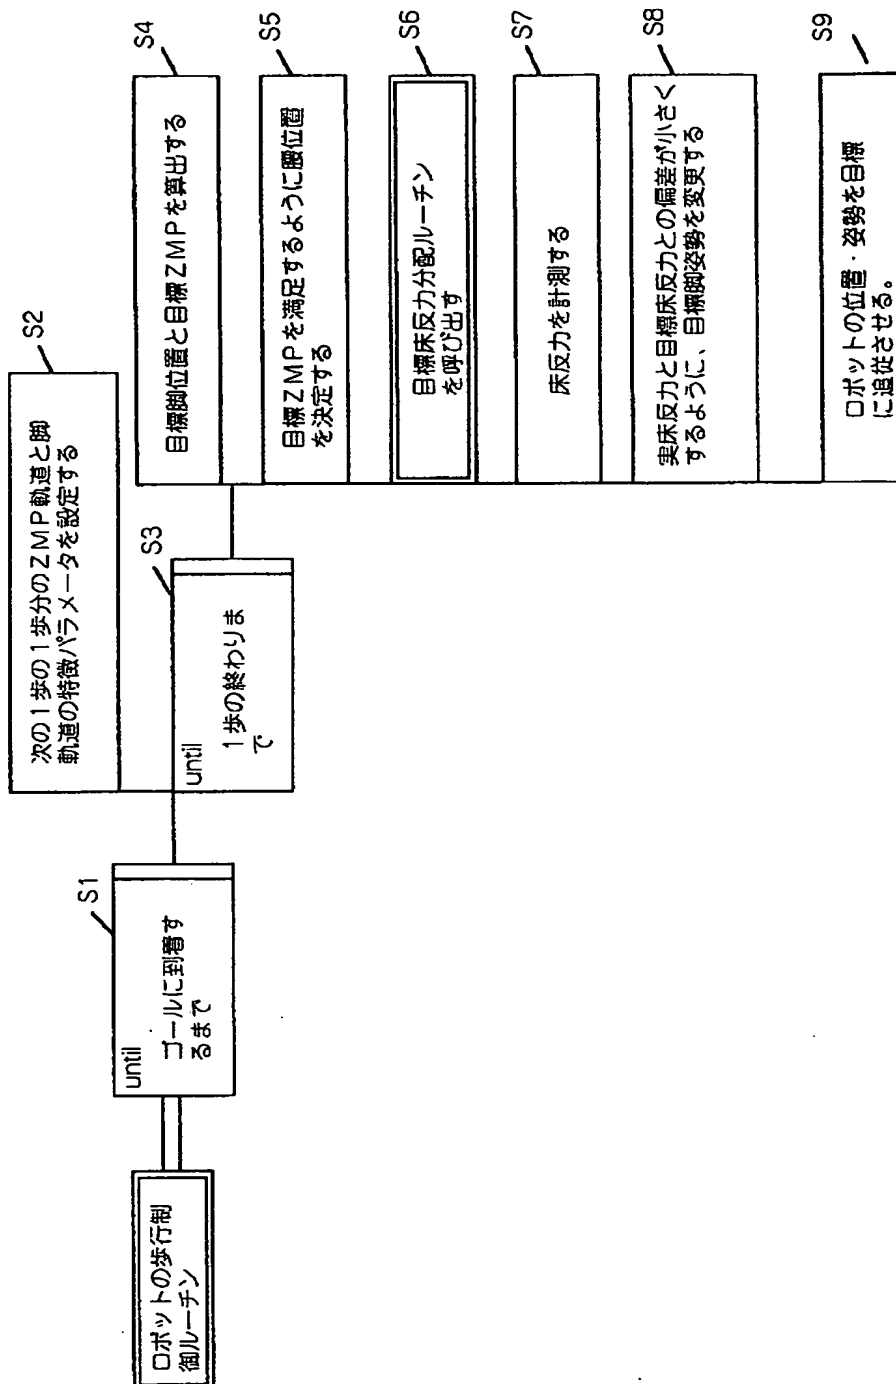 ロボットの歩行制
御ルーチン
S1
until
ゴールに到着す
るまで
S2
次の1歩の1歩分のZMP軌道と脚
軌道の特徴パラメータを設定する
S3
until
1歩の終わりま
で
S4
目標脚位置と目標ZMPを算出する
S5
目標ZMPを満足するように腰位置
を決定する
S6
目標床反力分配ルーチン
を呼び出す
S7
床反力を計測する
S8
実床反力と目標床反力との偏差が小さく
するように、目標脚姿勢を変更する
S9
ロボットの位置・姿勢を目標
に追従させる。